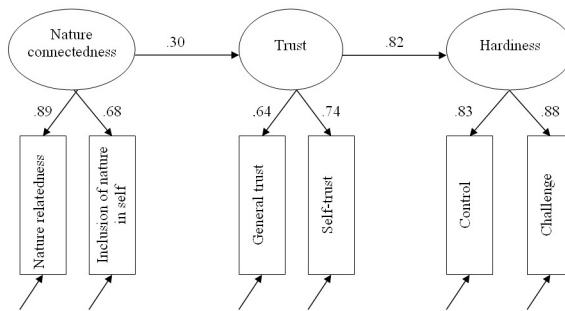 Nature
connectedness
.30
Trust
.82
Hardiness
.89
.68
.64
.74
.83
.88
Nature relatedness
Inclusion of nature
in self
General trust
Self-trust
Control
Challenge